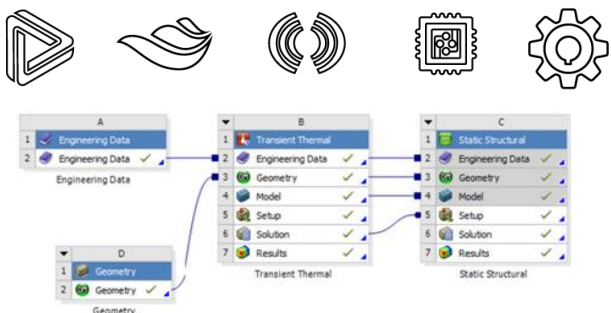 A
1 Engineering Data
2 Engineering Data
Engineering Data
B
1 Transient Thermal
2 Engineering Data
3 Geometry
4 Model
5 Setup
6 Solution
7 Results
Transient Thermal
C
1 Static Structural
2 Engineering Data
3 Geometry
4 Model
5 Setup
6 Solution
7 Results
Static Structural
D
1 Geometry
2 Geometry
Geometry